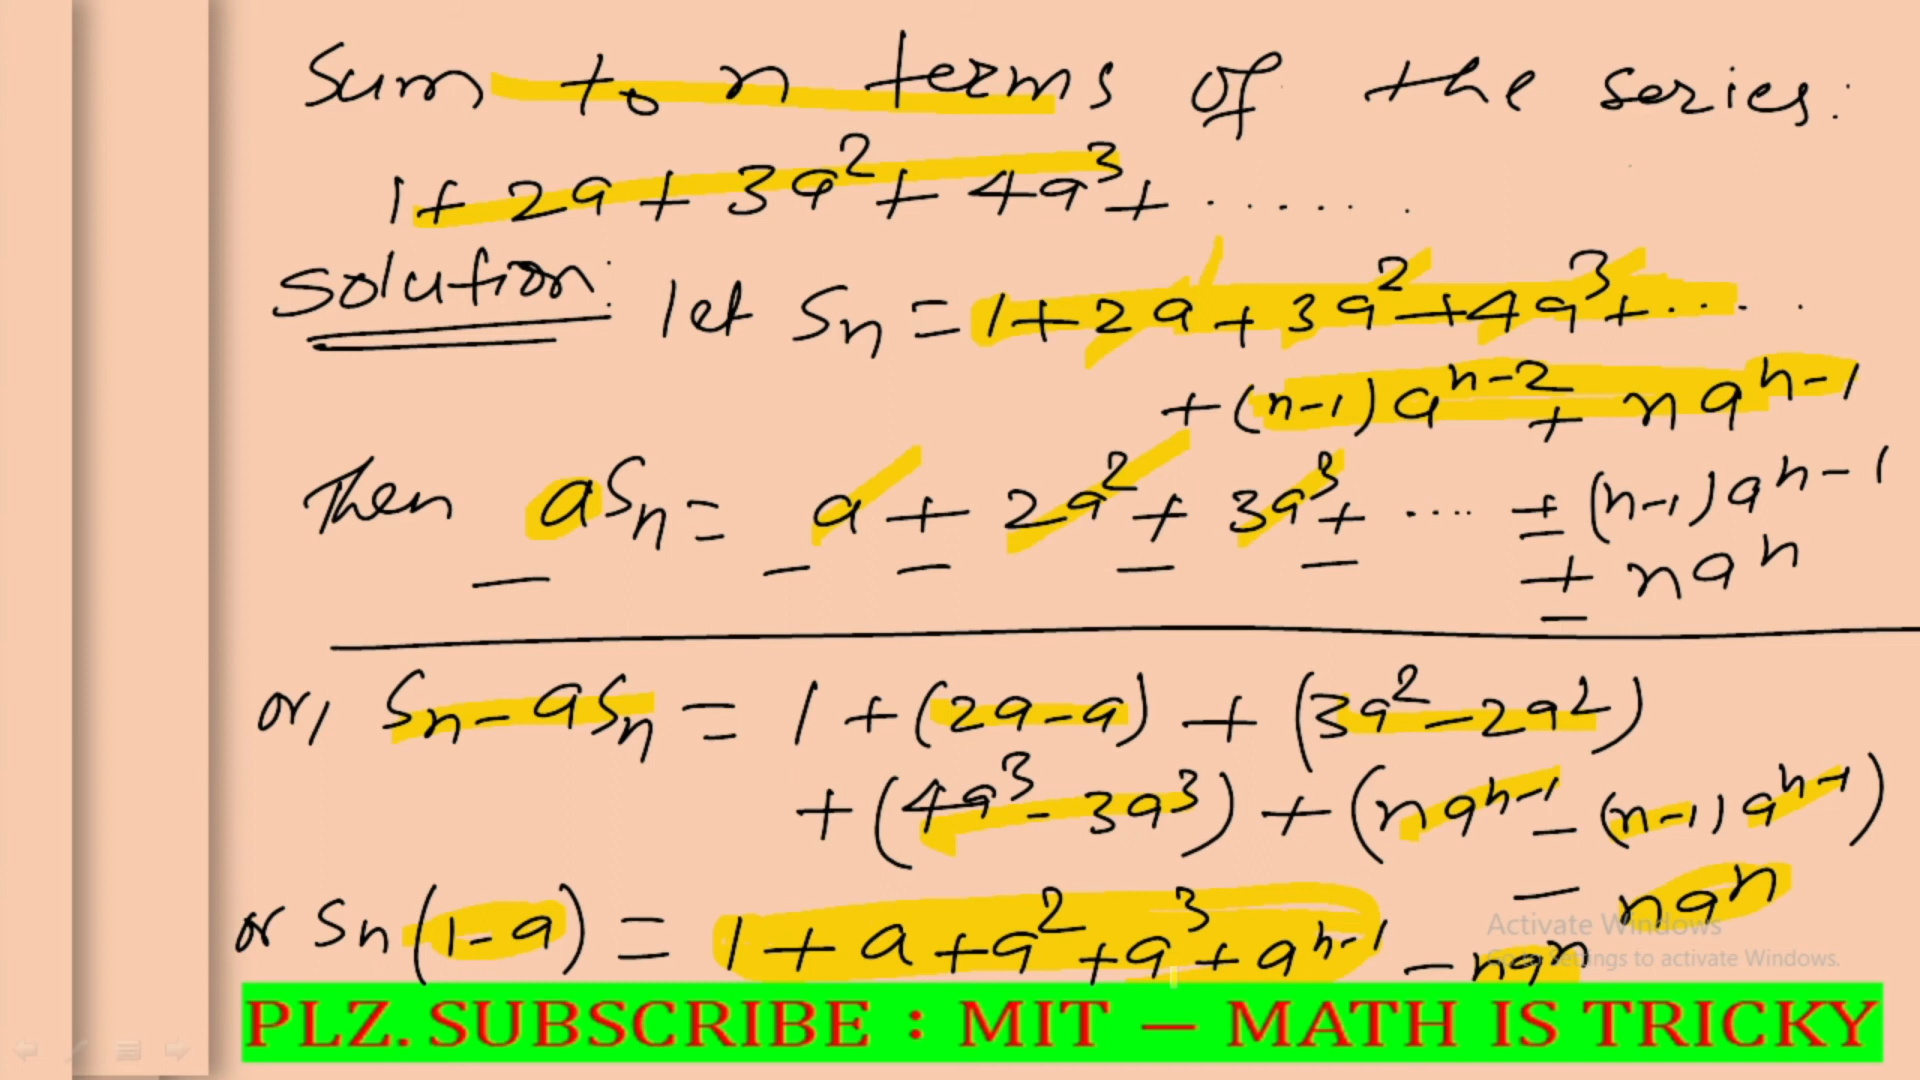 Sum to n terms of the series:
1+ 2a + 3a² + 4a³ + ......
Solution: let Sn = 1+2a+3a²+4a³+.....
+(n-1)aⁿ⁻² + naⁿ⁻¹
Then aSn = a + 2a² + 3a³ + .... + (n-1)aⁿ⁻¹
+ naⁿ
or, Sn-aSn = 1+(2a-a) + (3a²-2a²)
+(4a³-3a³) + (naⁿ⁻¹-(n-1)aⁿ⁻¹)
- naⁿ
or Sn(1-a) = 1+a+a²+a³+aⁿ⁻¹ - naⁿ
Activate Windows
Go to Settings to activate Windows.
PLZ. SUBSCRIBE : MIT – MATH IS TRICKY